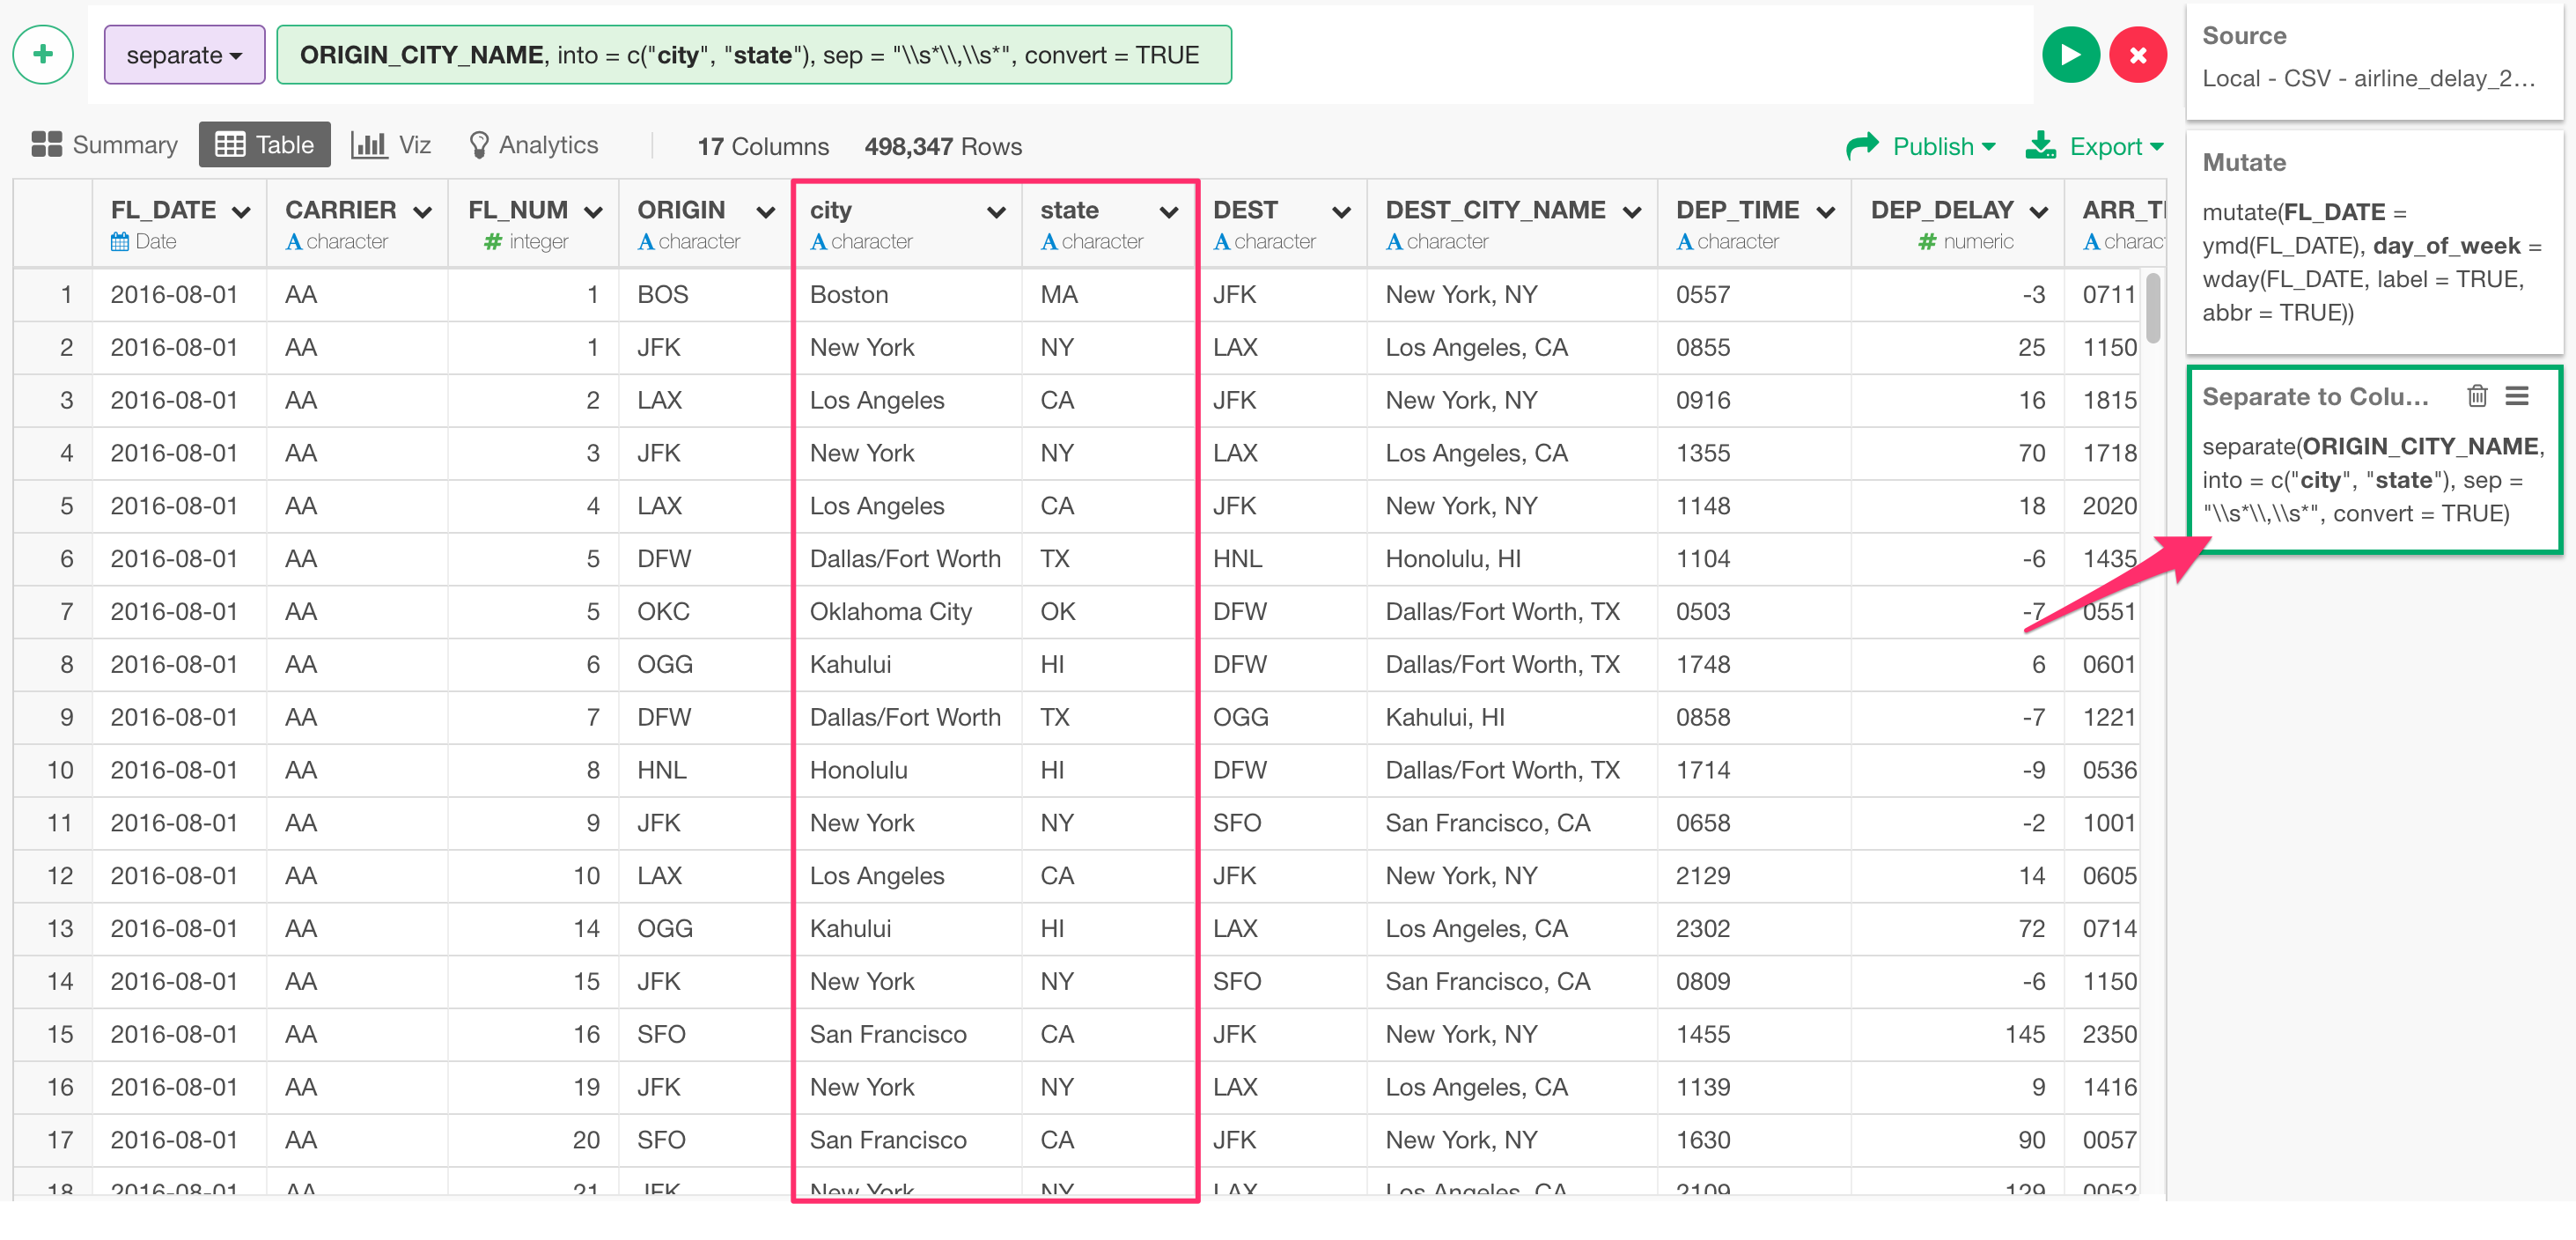 separate
ORIGIN_CITY_NAME, into = c("city", "state"), sep = "\\s*\\,\\s*", convert = TRUE
Summary Table Viz Analytics 17 Columns 498,347 Rows Publish Export
FL_DATE CARRIER FL_NUM ORIGIN city state DEST DEST_CITY_NAME DEP_TIME DEP_DELAY
Date character integer character character character character character character numeric
1 2016-08-01 AA 1 BOS Boston MA JFK New York, NY 0557 -3 0711
2 2016-08-01 AA 1 JFK New York NY LAX Los Angeles, CA 0855 25 1150
3 2016-08-01 AA 2 LAX Los Angeles CA JFK New York, NY 0916 16 1815
4 2016-08-01 AA 3 JFK New York NY LAX Los Angeles, CA 1355 70 1718
5 2016-08-01 AA 4 LAX Los Angeles CA JFK New York, NY 1148 18 2020
6 2016-08-01 AA 5 DFW Dallas/Fort Worth TX HNL Honolulu, HI 1104 -6 1435
7 2016-08-01 AA 5 OKC Oklahoma City OK DFW Dallas/Fort Worth, TX 0503 -7 0551
8 2016-08-01 AA 6 OGG Kahului HI DFW Dallas/Fort Worth, TX 1748 6 0601
9 2016-08-01 AA 7 DFW Dallas/Fort Worth TX OGG Kahului, HI 0858 -7 1221
10 2016-08-01 AA 8 HNL Honolulu HI DFW Dallas/Fort Worth, TX 1714 -9 0536
11 2016-08-01 AA 9 JFK New York NY SFO San Francisco, CA 0658 -2 1001
12 2016-08-01 AA 10 LAX Los Angeles CA JFK New York, NY 2129 14 0605
13 2016-08-01 AA 14 OGG Kahului HI LAX Los Angeles, CA 2302 72 0714
14 2016-08-01 AA 15 JFK New York NY SFO San Francisco, CA 0809 -6 1150
15 2016-08-01 AA 16 SFO San Francisco CA JFK New York, NY 1455 145 2350
16 2016-08-01 AA 19 JFK New York NY LAX Los Angeles, CA 1139 9 1416
17 2016-08-01 AA 20 SFO San Francisco CA JFK New York, NY 1630 90 0057
18 2016-08-01 AA 21 JFK New York NY LAX Los Angeles, CA 2109 129 0052
Source
Local - CSV - airline_delay_2...
Mutate
mutate(FL_DATE =
ymd(FL_DATE), day_of_week =
wday(FL_DATE, label = TRUE,
abbr = TRUE))
Separate to Colu...
separate(ORIGIN_CITY_NAME,
into = c("city", "state"), sep =
"\\s*\\,\\s*", convert = TRUE)